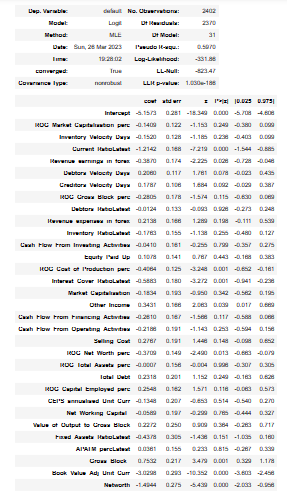 Dep. Variable: default No. Observations: 2402
Model: Logit Df Residuals: 2370
Method: MLE Df Model: 31
Date: Sun, 26 Mar 2023 Pseudo R-squ.: 0.5970
Time: 19:28:02 Log-Likelihood: -331.86
converged: True LL-Null: -823.47
Covariance Type: nonrobust LLR p-value: 1.030e-186
coef std err z P>|z| [0.025 0.975]
Intercept -5.1573 0.281 -18.349 0.000 -5.708 -4.606
ROG Market Capitalisation perc -0.1409 0.122 -1.153 0.249 -0.380 0.099
Inventory Velocity Days -0.1520 0.128 -1.185 0.236 -0.403 0.099
Current RatioLatest -1.2142 0.168 -7.219 0.000 -1.544 -0.885
Revenue earnings in forex -0.3870 0.174 -2.225 0.026 -0.728 -0.046
Debtors Velocity Days 0.2060 0.117 1.761 0.078 -0.023 0.435
Creditors Velocity Days 0.1787 0.106 1.684 0.092 -0.029 0.387
ROG Gross Block perc -0.2805 0.178 -1.574 0.115 -0.630 0.069
Debtors RatioLatest -0.0124 0.133 -0.093 0.926 -0.273 0.248
Revenue expenses in forex 0.2138 0.166 1.289 0.198 -0.111 0.539
Inventory RatioLatest -0.1763 0.155 -1.138 0.255 -0.480 0.127
Cash Flow From Investing Activities -0.0410 0.161 -0.255 0.799 -0.357 0.275
Equity Paid Up 0.1078 0.141 0.767 0.443 -0.168 0.383
ROG Cost of Production perc -0.4064 0.125 -3.248 0.001 -0.652 -0.161
Interest Cover RatioLatest -0.5883 0.180 -3.272 0.001 -0.941 -0.236
Market Capitalisation -0.1834 0.193 -0.950 0.342 -0.562 0.195
Other Income 0.3431 0.166 2.063 0.039 0.017 0.669
Cash Flow From Financing Activities -0.2610 0.167 -1.566 0.117 -0.588 0.066
Cash Flow From Operating Activities -0.2186 0.191 -1.143 0.253 -0.594 0.156
Selling Cost 0.2767 0.191 1.446 0.148 -0.098 0.652
ROG Net Worth perc -0.3709 0.149 -2.490 0.013 -0.663 -0.079
ROG Total Assets perc -0.0007 0.156 -0.004 0.996 -0.307 0.305
Total Debt 0.2318 0.201 1.152 0.249 -0.163 0.626
ROG Capital Employed perc 0.2548 0.162 1.571 0.116 -0.063 0.573
CEPS annualised Unit Curr -0.1348 0.207 -0.653 0.514 -0.540 0.270
Net Working Capital -0.0589 0.197 -0.299 0.765 -0.444 0.327
Value of Output to Gross Block 0.2272 0.250 0.909 0.364 -0.263 0.717
Fixed Assets RatioLatest -0.4378 0.305 -1.436 0.151 -1.035 0.160
APATM percLatest 0.0361 0.155 0.233 0.815 -0.267 0.339
Gross Block 0.7532 0.217 3.479 0.001 0.329 1.178
Book Value Adj Unit Curr -3.0298 0.293 -10.352 0.000 -3.603 -2.456
Networth -1.4944 0.275 -5.439 0.000 -2.033 -0.956